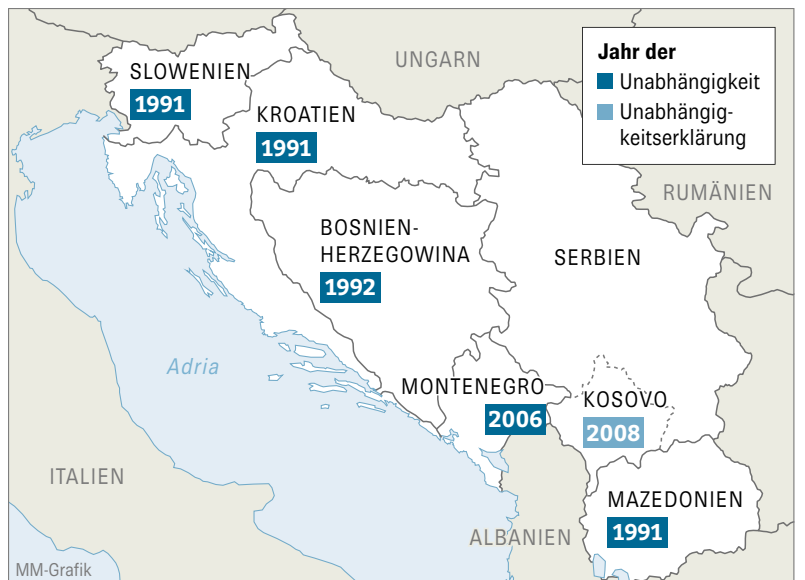 SLOWENIEN
1991
UNGARN
Jahr der
Unabhängigkeit
Unabhängig-
keitserklärung
KROATIEN
1991
RUMÄNIEN
BOSNIEN-
HERZEGOWINA
1992
SERBIEN
Adria
MONTENEGRO
2006
KOSOVO
2008
ITALIEN
MAZEDONIEN
1991
ALBANIEN
MM-Grafik